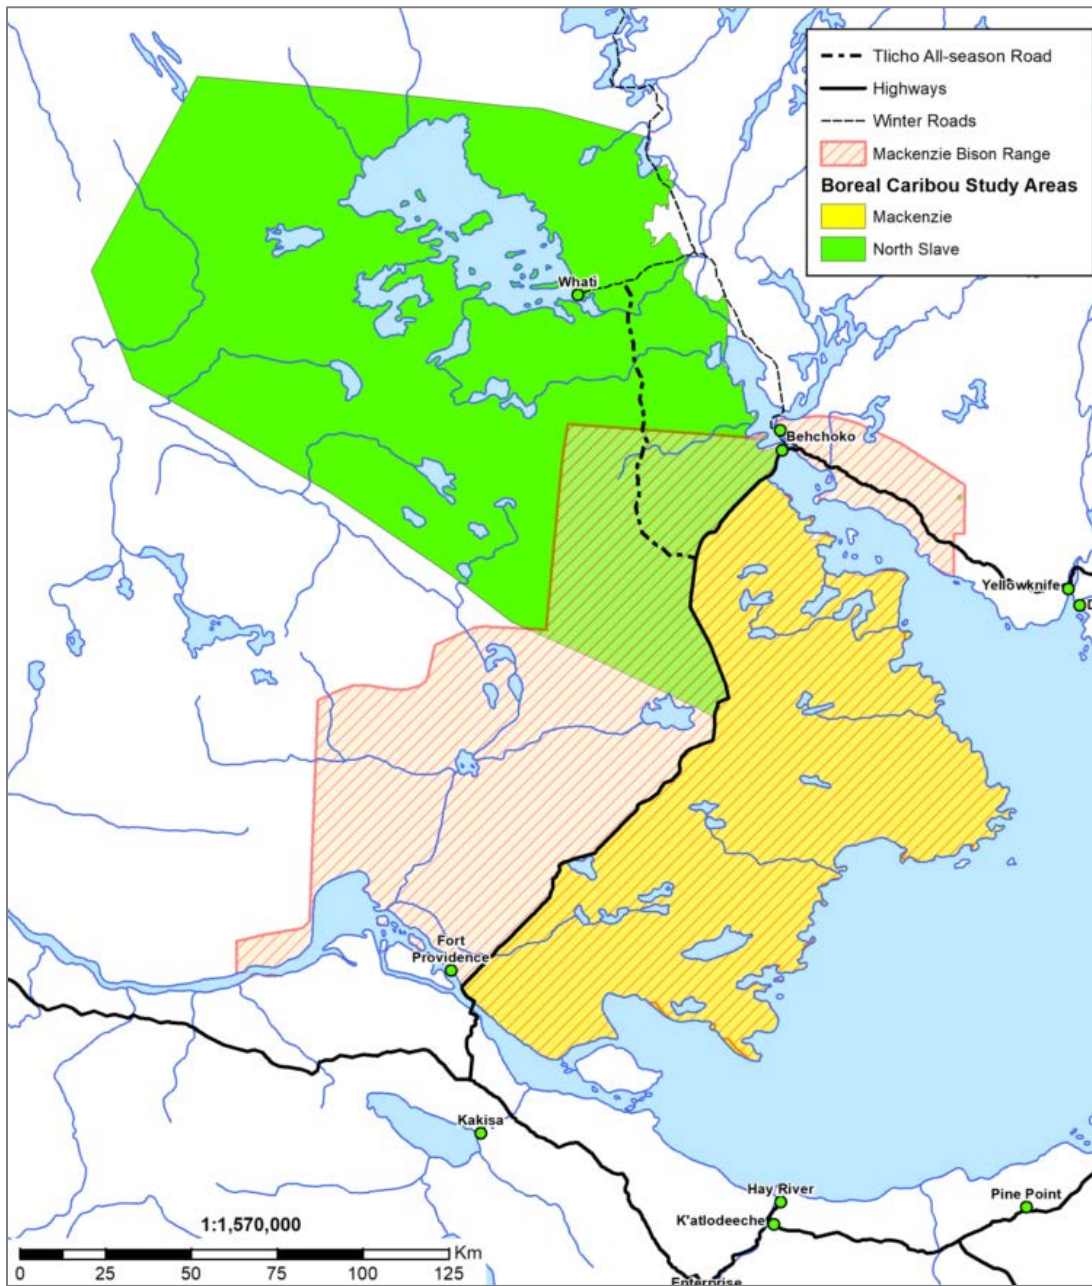 Tlicho All-season Road
Highways
Winter Roads
Mackenzie Bison Range
Boreal Caribou Study Areas
Mackenzie
North Slave
Whati
Behchoko
Yellowknife
D
Fort
Providence
Kakisa
Hay River
K'atlodeeche
Pine Point
Enterprise
1:1,570,000
Km
0 25 50 75 100 125